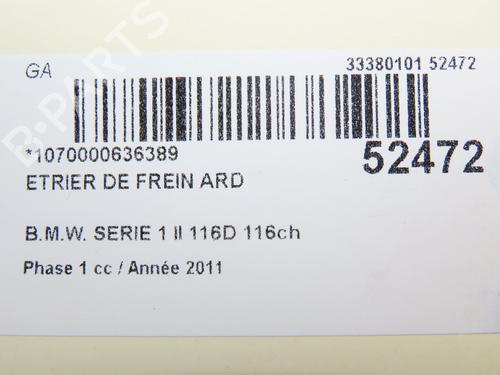 GA 33380101 52472
*1070000636389 52472
ETRIER DE FREIN ARD
B.M.W. SERIE 1 II 116D 116ch
Phase 1 cc / Année 2011
B-PARTS